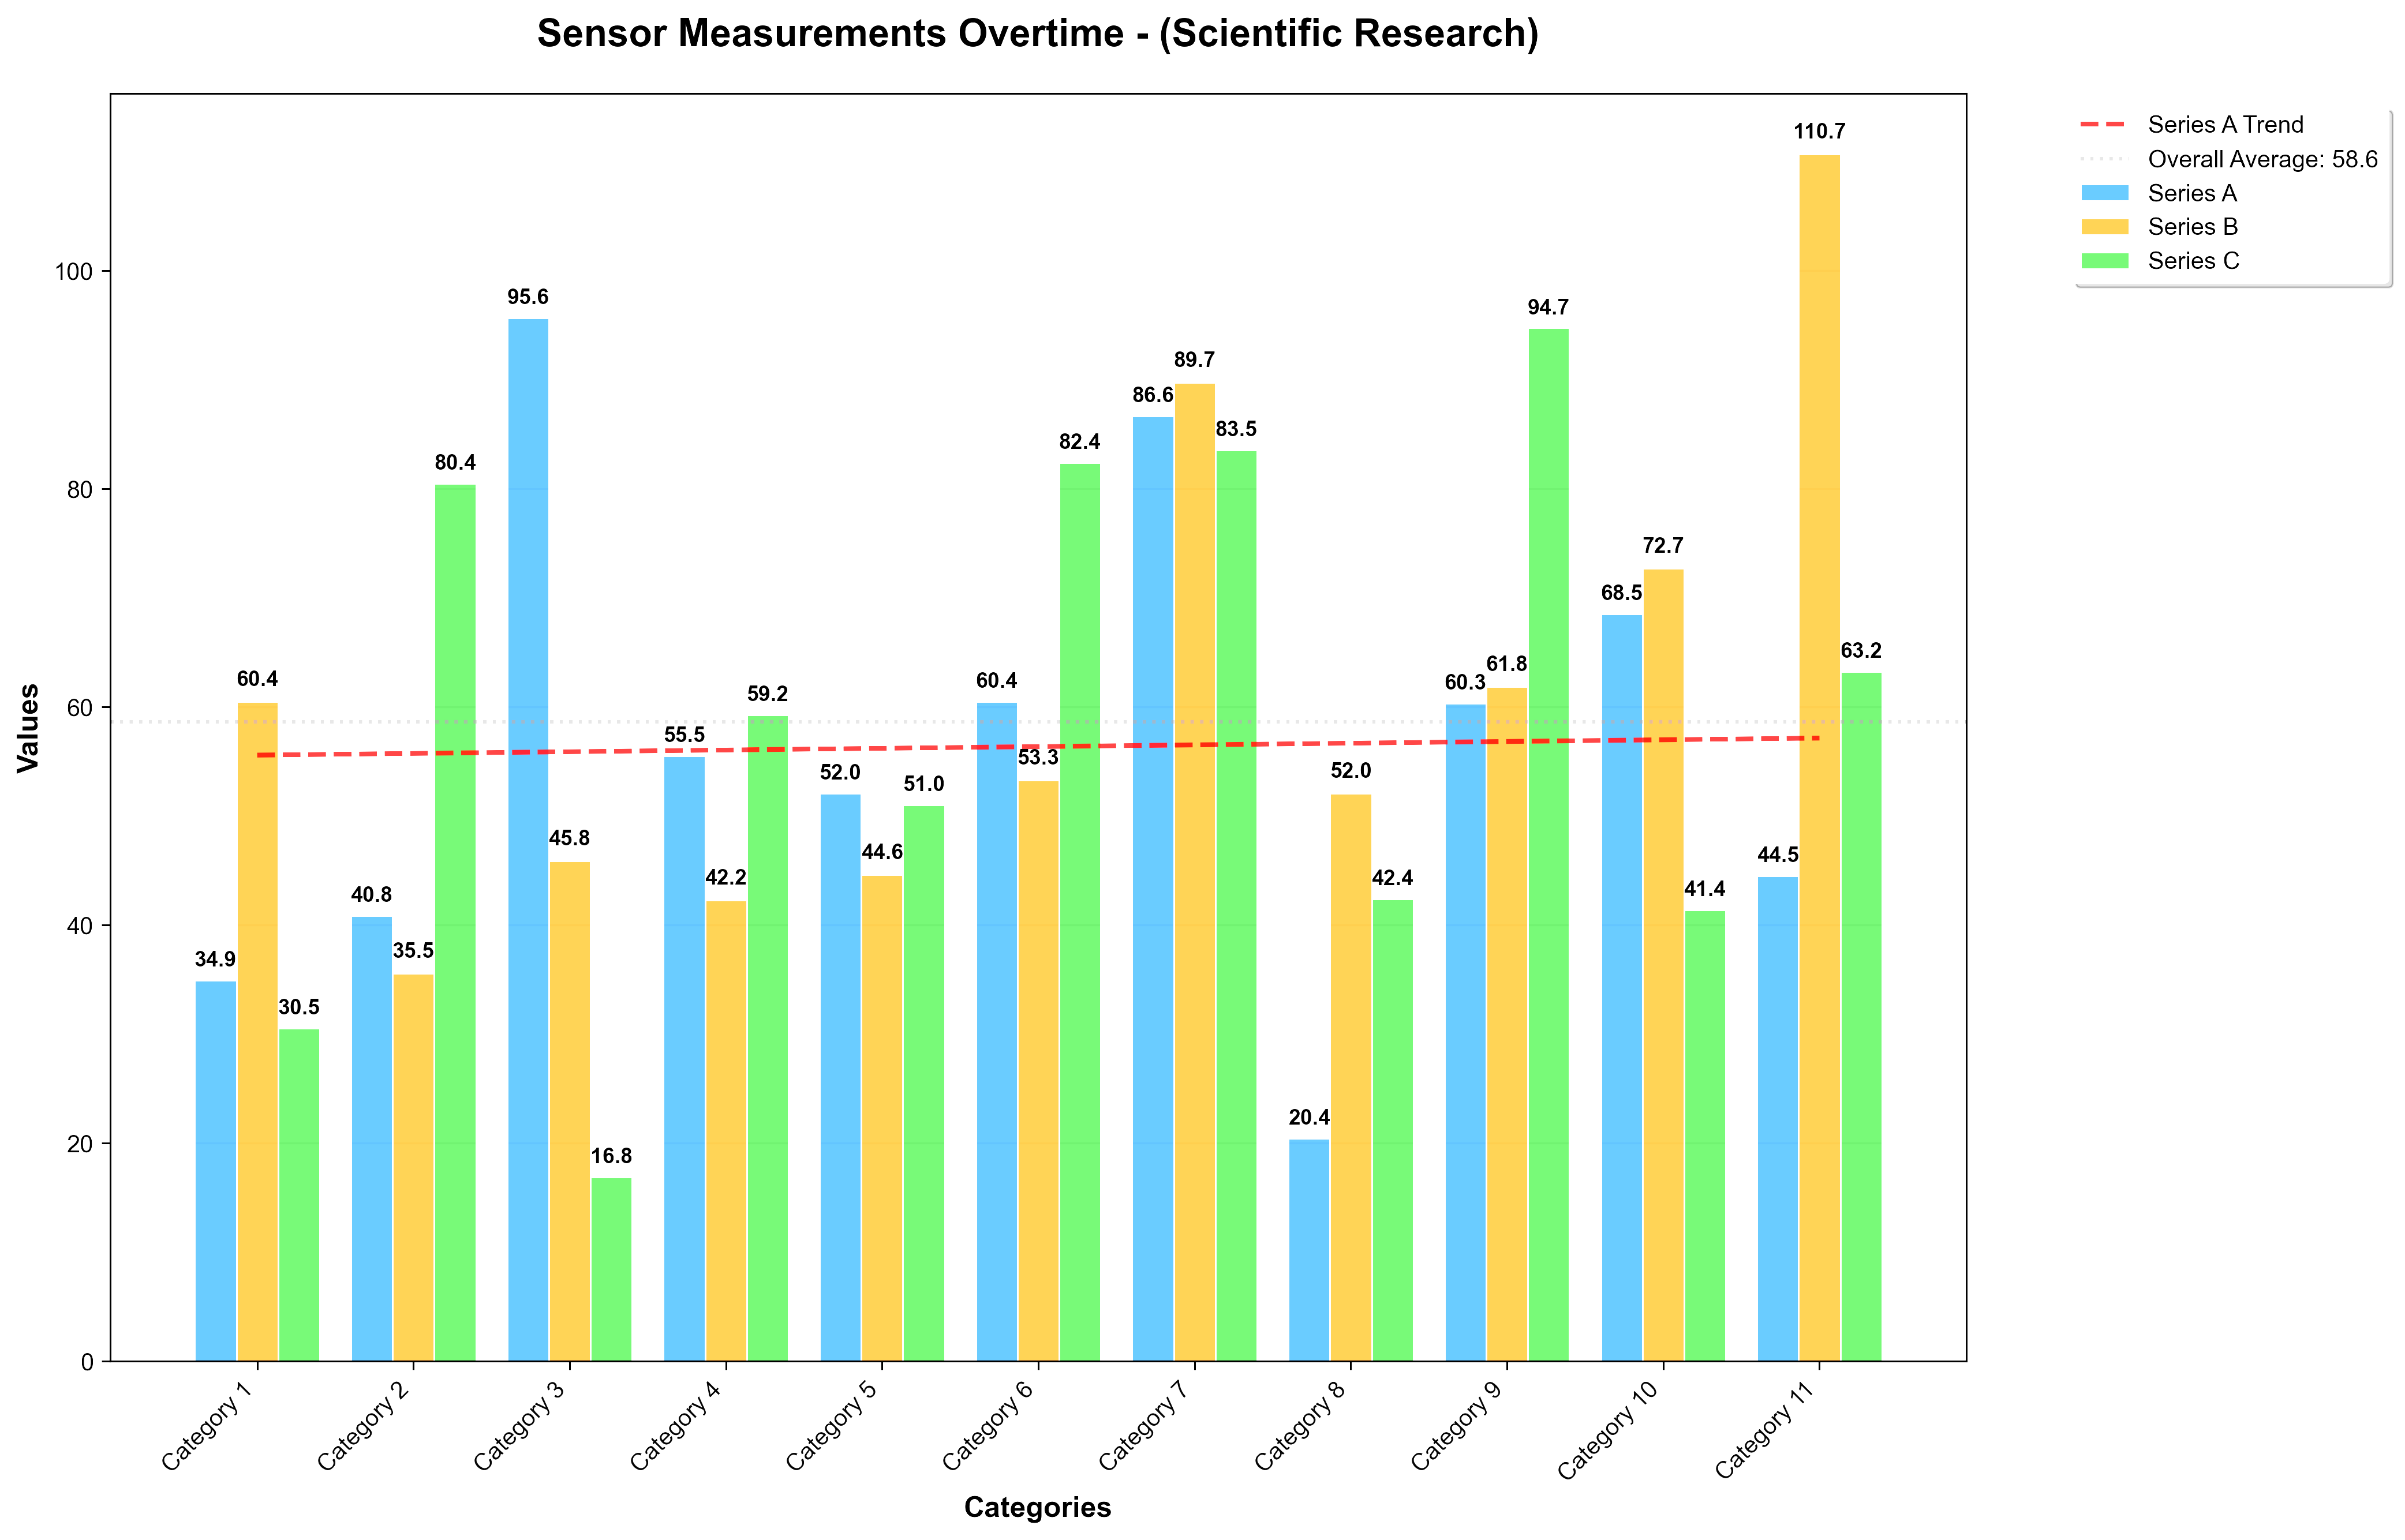 Sensor Measurements Overtime - (Scientific Research)
Series A Trend
Overall Average: 58.6
Series A
Series B
Series C
Values
100
80
60
40
20
0
34.9
60.4
30.5
40.8
35.5
80.4
95.6
45.8
16.8
55.5
42.2
59.2
52.0
44.6
51.0
60.4
53.3
82.4
86.6
89.7
83.5
20.4
52.0
42.4
60.3
61.8
94.7
68.5
72.7
41.4
44.5
110.7
63.2
Category 1
Category 2
Category 3
Category 4
Category 5
Category 6
Category 7
Category 8
Category 9
Category 10
Category 11
Categories